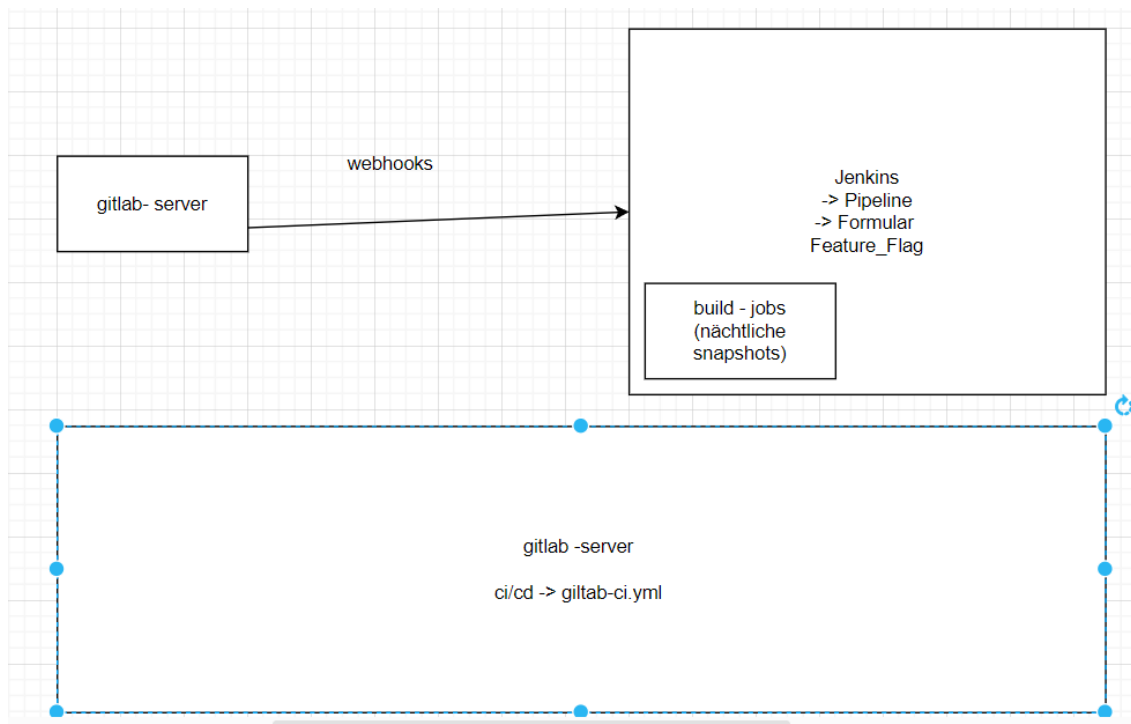 webhooks
gitlab- server
Jenkins
-> Pipeline
-> Formular
Feature_Flag
build - jobs
(nächtliche
snapshots)
gitlab -server
ci/cd -> giltab-ci.yml